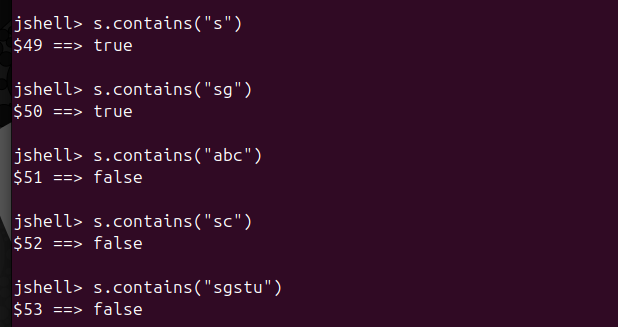 jshell> s.contains("s")
$49 ==> true
jshell> s.contains("sg")
$50 ==> true
jshell> s.contains("abc")
$51 ==> false
jshell> s.contains("sc")
$52 ==> false
jshell> s.contains("sgstu")
$53 ==> false